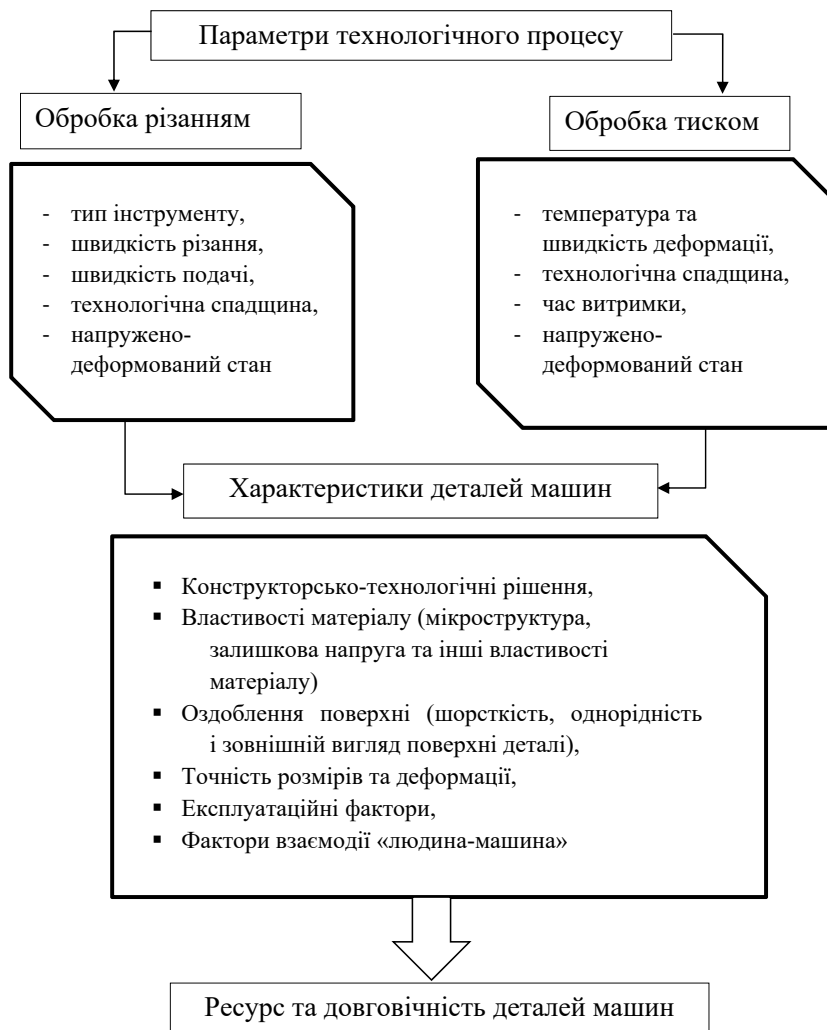 Параметри технологічного процесу
Обробка різанням
- тип інструменту,
- швидкість різання,
- швидкість подачі,
- технологічна спадщина,
- напружено-
деформований стан
Обробка тиском
- температура та
швидкість деформації,
- технологічна спадщина,
- час витримки,
- напружено-
деформований стан
Характеристики деталей машин
▪ Конструкторсько-технологічні рішення,
▪ Властивості матеріалу (мікроструктура,
залишкова напруга та інші властивості
матеріалу)
▪ Оздоблення поверхні (шорсткість, однорідність
і зовнішній вигляд поверхні деталі),
▪ Точність розмірів та деформації,
▪ Експлуатаційні фактори,
▪ Фактори взаємодії «людина-машина»
Ресурс та довговічність деталей машин